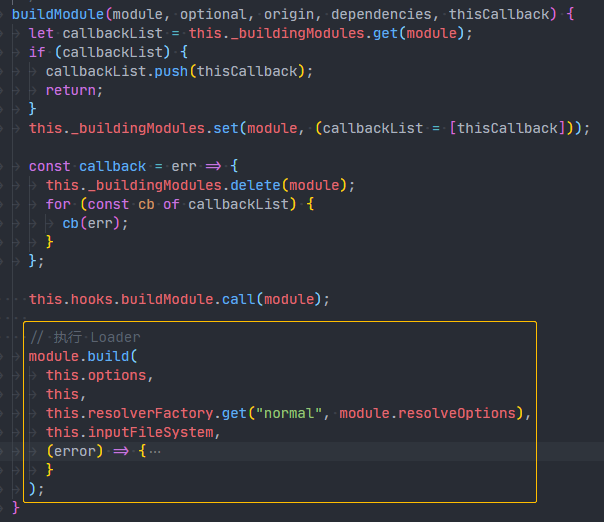 buildModule(module, optional, origin, dependencies, thisCallback) {
let callbackList = this._buildingModules.get(module);
if (callbackList) {
callbackList.push(thisCallback);
return;
}
this._buildingModules.set(module, (callbackList = [thisCallback]));
const callback = err => {
this._buildingModules.delete(module);
for (const cb of callbackList) {
cb(err);
}
};
this.hooks.buildModule.call(module);
// 执行 Loader
module.build(
this.options,
this,
this.resolverFactory.get("normal", module.resolveOptions),
this.inputFileSystem,
(error) => { ⋯
}
);
}